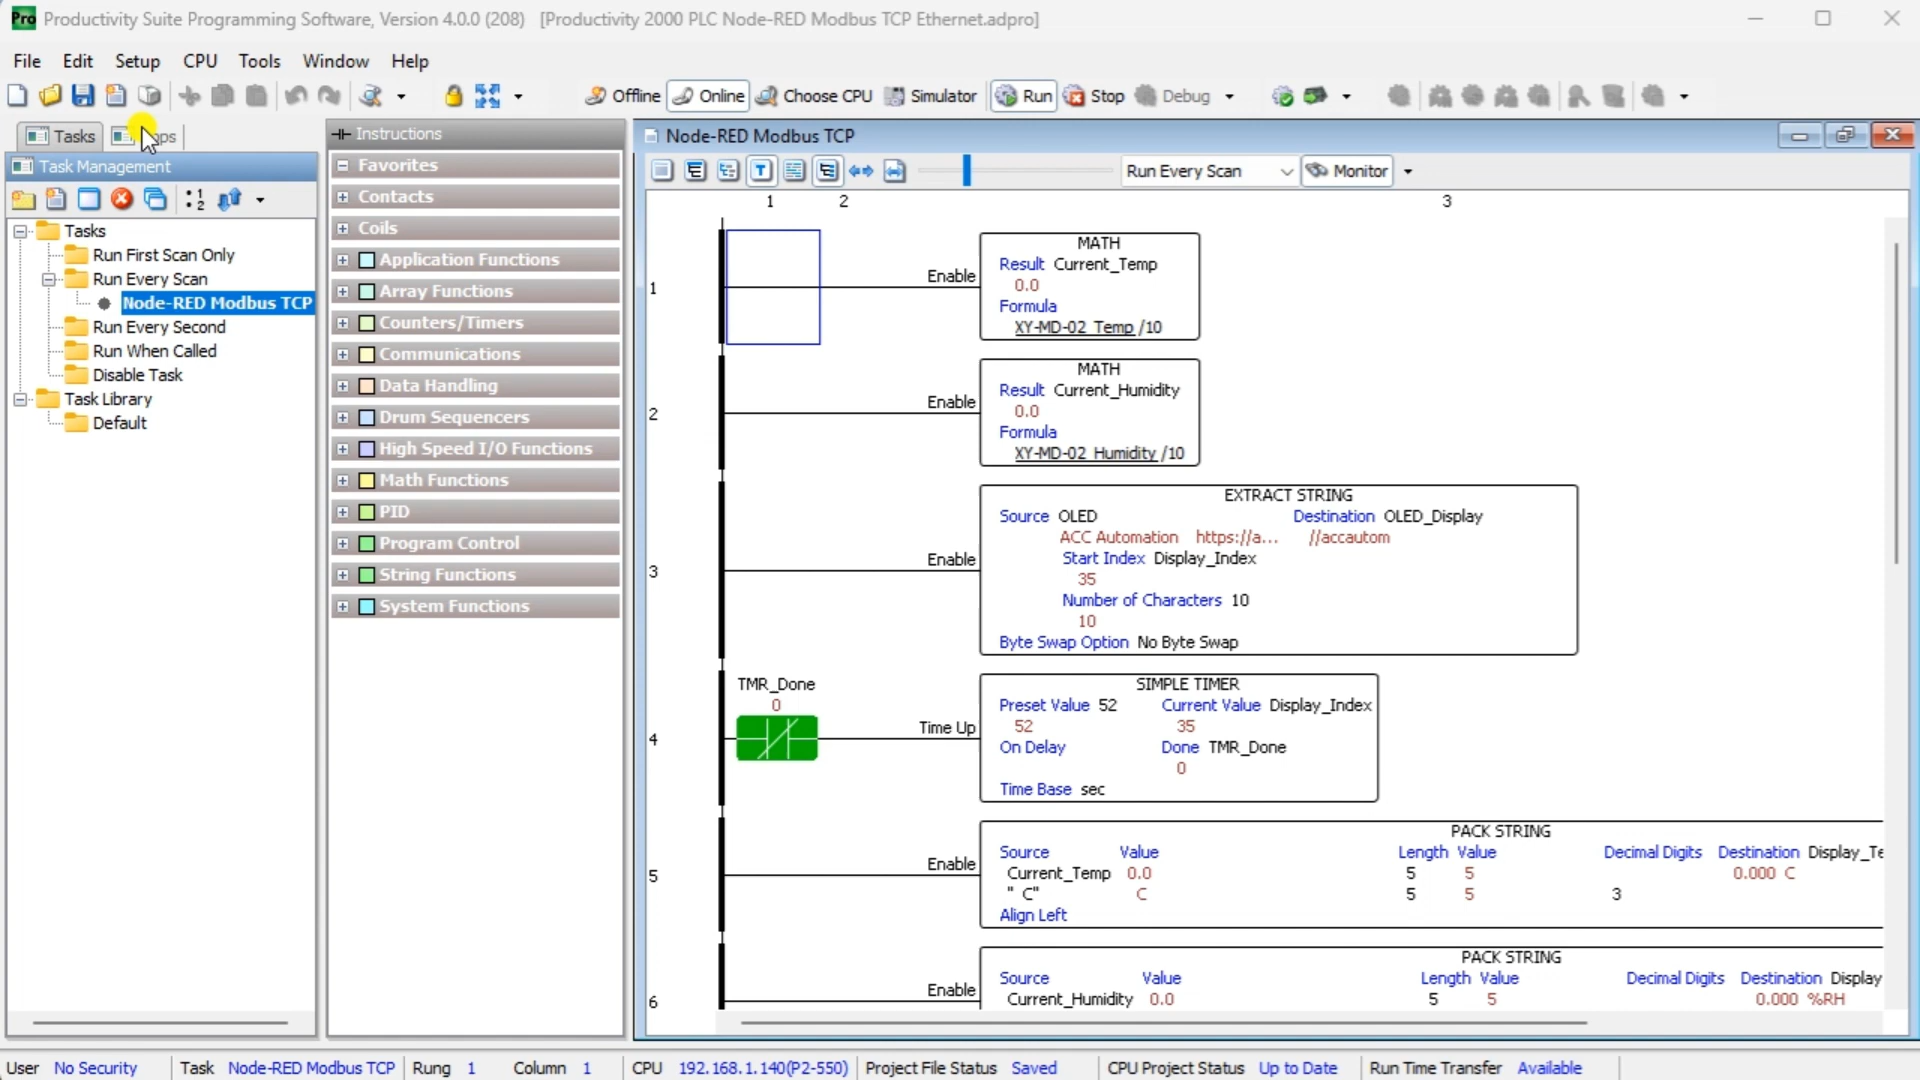 Pro Productivity Suite Programming Software, Version 4.0.0 (208) [Productivity 2000 PLC Node-RED Modbus TCP Ethernet.adpro]
File Edit Setup CPU Tools Window Help
Offline Online Choose CPU Simulator Run Stop Debug
Tasks
Task Management
Tasks
Run First Scan Only
Run Every Scan
Node-RED Modbus TCP
Run Every Second
Run When Called
Disable Task
Task Library
Default
Instructions
Favorites
Contacts
Coils
Application Functions
Array Functions
Counters/Timers
Communications
Data Handling
Drum Sequencers
High Speed I/O Functions
Math Functions
PID
Program Control
String Functions
System Functions
Node-RED Modbus TCP
Run Every Scan Monitor
1 2 3
1
Enable
MATH
Result Current_Temp
0.0
Formula
XY-MD-02 Temp /10
2
Enable
MATH
Result Current_Humidity
0.0
Formula
XY-MD-02 Humidity /10
3
Enable
EXTRACT STRING
Source OLED Destination OLED_Display
ACC Automation https://a... //accautom
Start Index Display_Index
35
Number of Characters 10
10
Byte Swap Option No Byte Swap
4
TMR_Done
0
Time Up
SIMPLE TIMER
Preset Value 52 Current Value Display_Index
52 35
On Delay Done TMR_Done
0
Time Base sec
5
Enable
PACK STRING
Source Value Length Value Decimal Digits Destination Display_Te
Current_Temp 0.0 5 5 0.000 C
" C" C 5 5 3
Align Left
6
Enable
PACK STRING
Source Value Length Value Decimal Digits Destination Display
Current_Humidity 0.0 5 5 0.000 %RH
User No Security Task Node-RED Modbus TCP Rung 1 Column 1 CPU 192.168.1.140(P2-550) Project File Status Saved CPU Project Status Up to Date Run Time Transfer Available